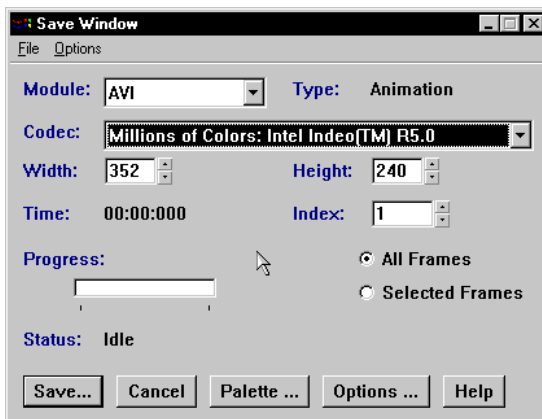 Save Window
File Options
Module: AVI Type: Animation
Codec: Millions of Colors: Intel Indeo(TM) R5.0
Width: 352 Height: 240
Time: 00:00:000 Index: 1
Progress: All Frames
Selected Frames
Status: Idle
Save... Cancel Palette ... Options ... Help